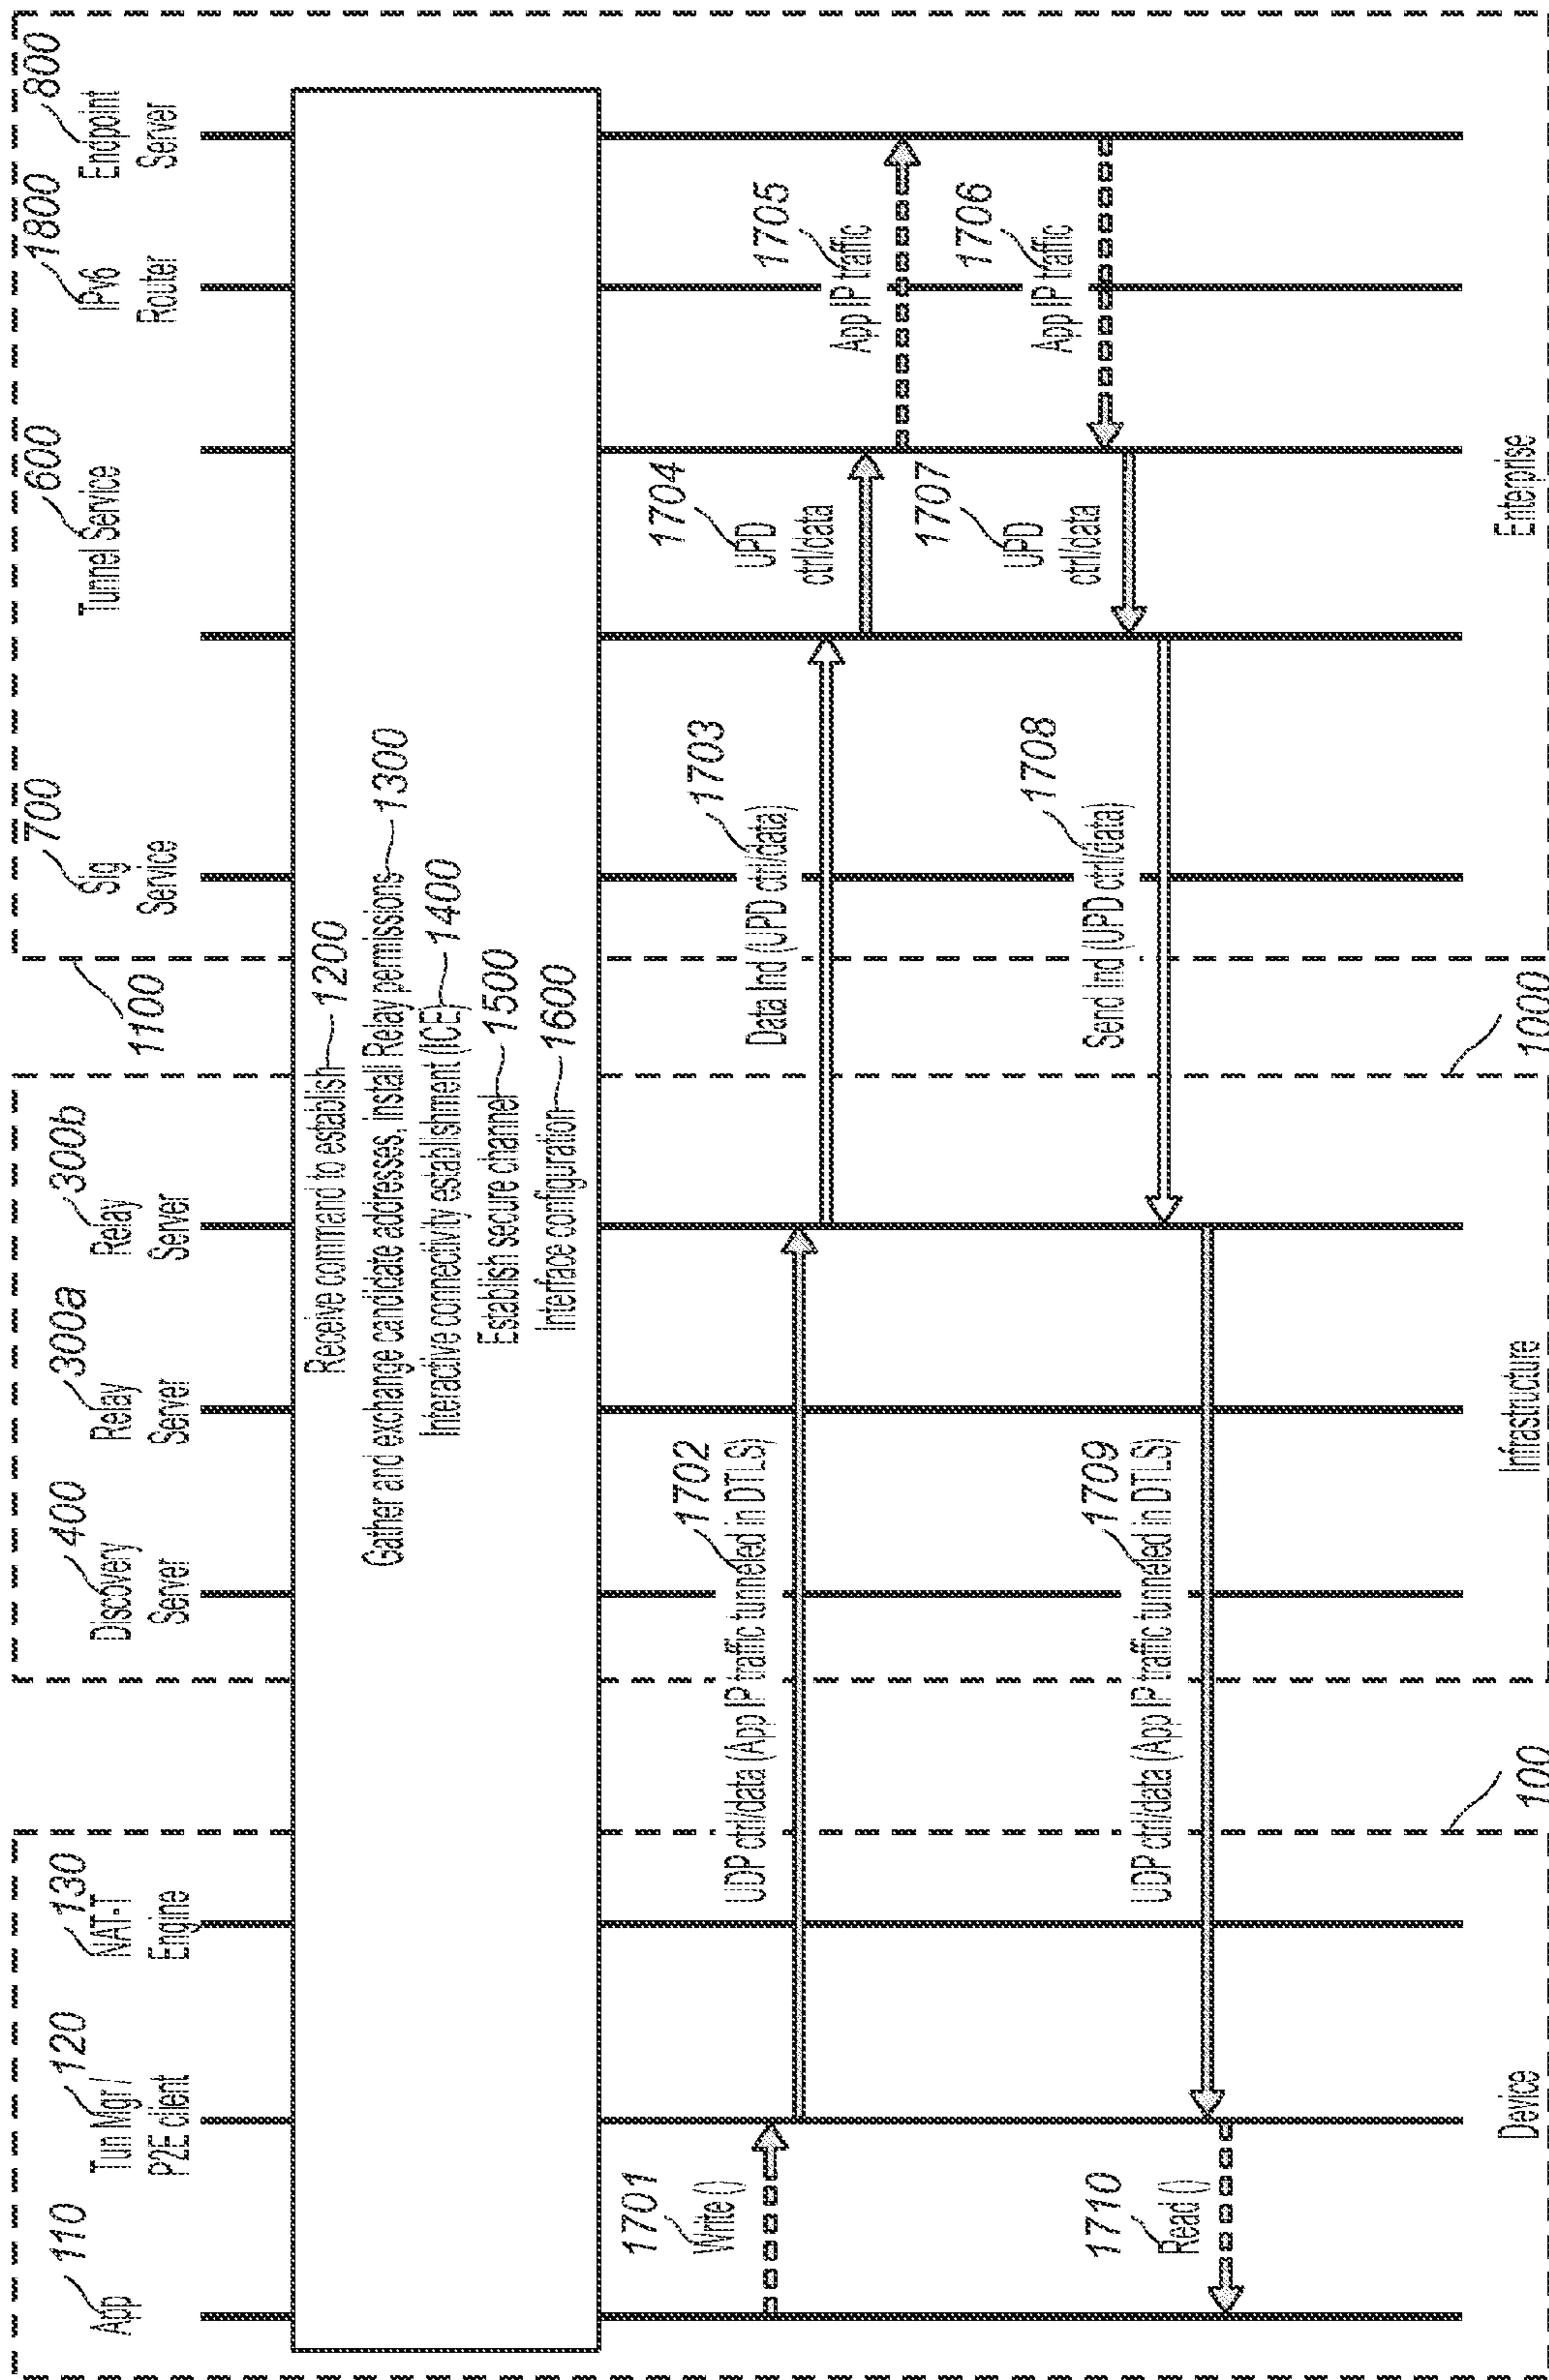 110
App
120
Tun Mgr /
P2E client
130
NAT-T
Engine
400
Discovery
Server
300a
Relay
Server
300b
Relay
Server
1100
700
Sig
Service
600
Tunnel Service
1800
IPv6
Router
800
Endpoint
Server
Receive command to establish 1200
Gather and exchange candidate addresses, install Relay permissions 1300
Interactive connectivity establishment (ICE) 1400
Establish secure channel 1500
Interface configuration 1600
1701
Write ()
1702
UDP ctrl/data (App IP traffic tunneled in DTLS)
1703
Data Ind (UPD ctrl/data)
1704
UPD
ctrl/data
1705
App IP traffic
1706
App IP traffic
1707
UPD
ctrl/data
1708
Send Ind (UPD ctrl/data)
1709
UDP ctrl/data (App IP traffic tunneled in DTLS)
1710
Read ()
Device
100
Infrastructure
1000
Enterprise